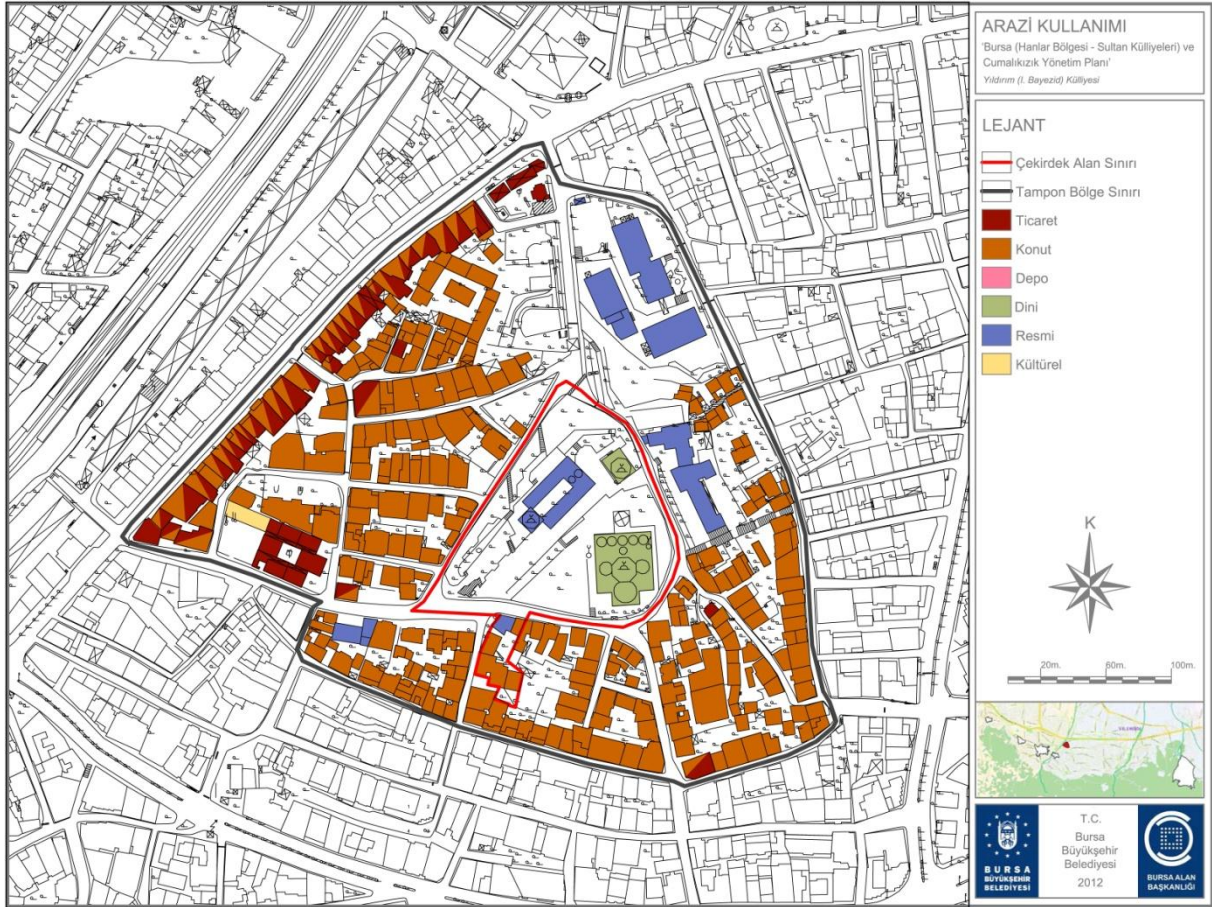 ARAZİ KULLANIMI
'Bursa (Hanlar Bölgesi - Sultan Külliyeleri) ve
Cumalıkızık Yönetim Planı'
Yıldırım (I. Bayezid) Külliyesi
LEJANT
Çekirdek Alan Sınırı
Tampon Bölge Sınırı
Ticaret
Konut
Depo
Dini
Resmi
Kültürel
K
20m. 60m. 100m.
T.C.
Bursa
Büyükşehir
Belediyesi
2012
BURSA
BÜYÜKŞEHİR
BELEDİYESİ
BURSA ALAN
BAŞKANLIĞI